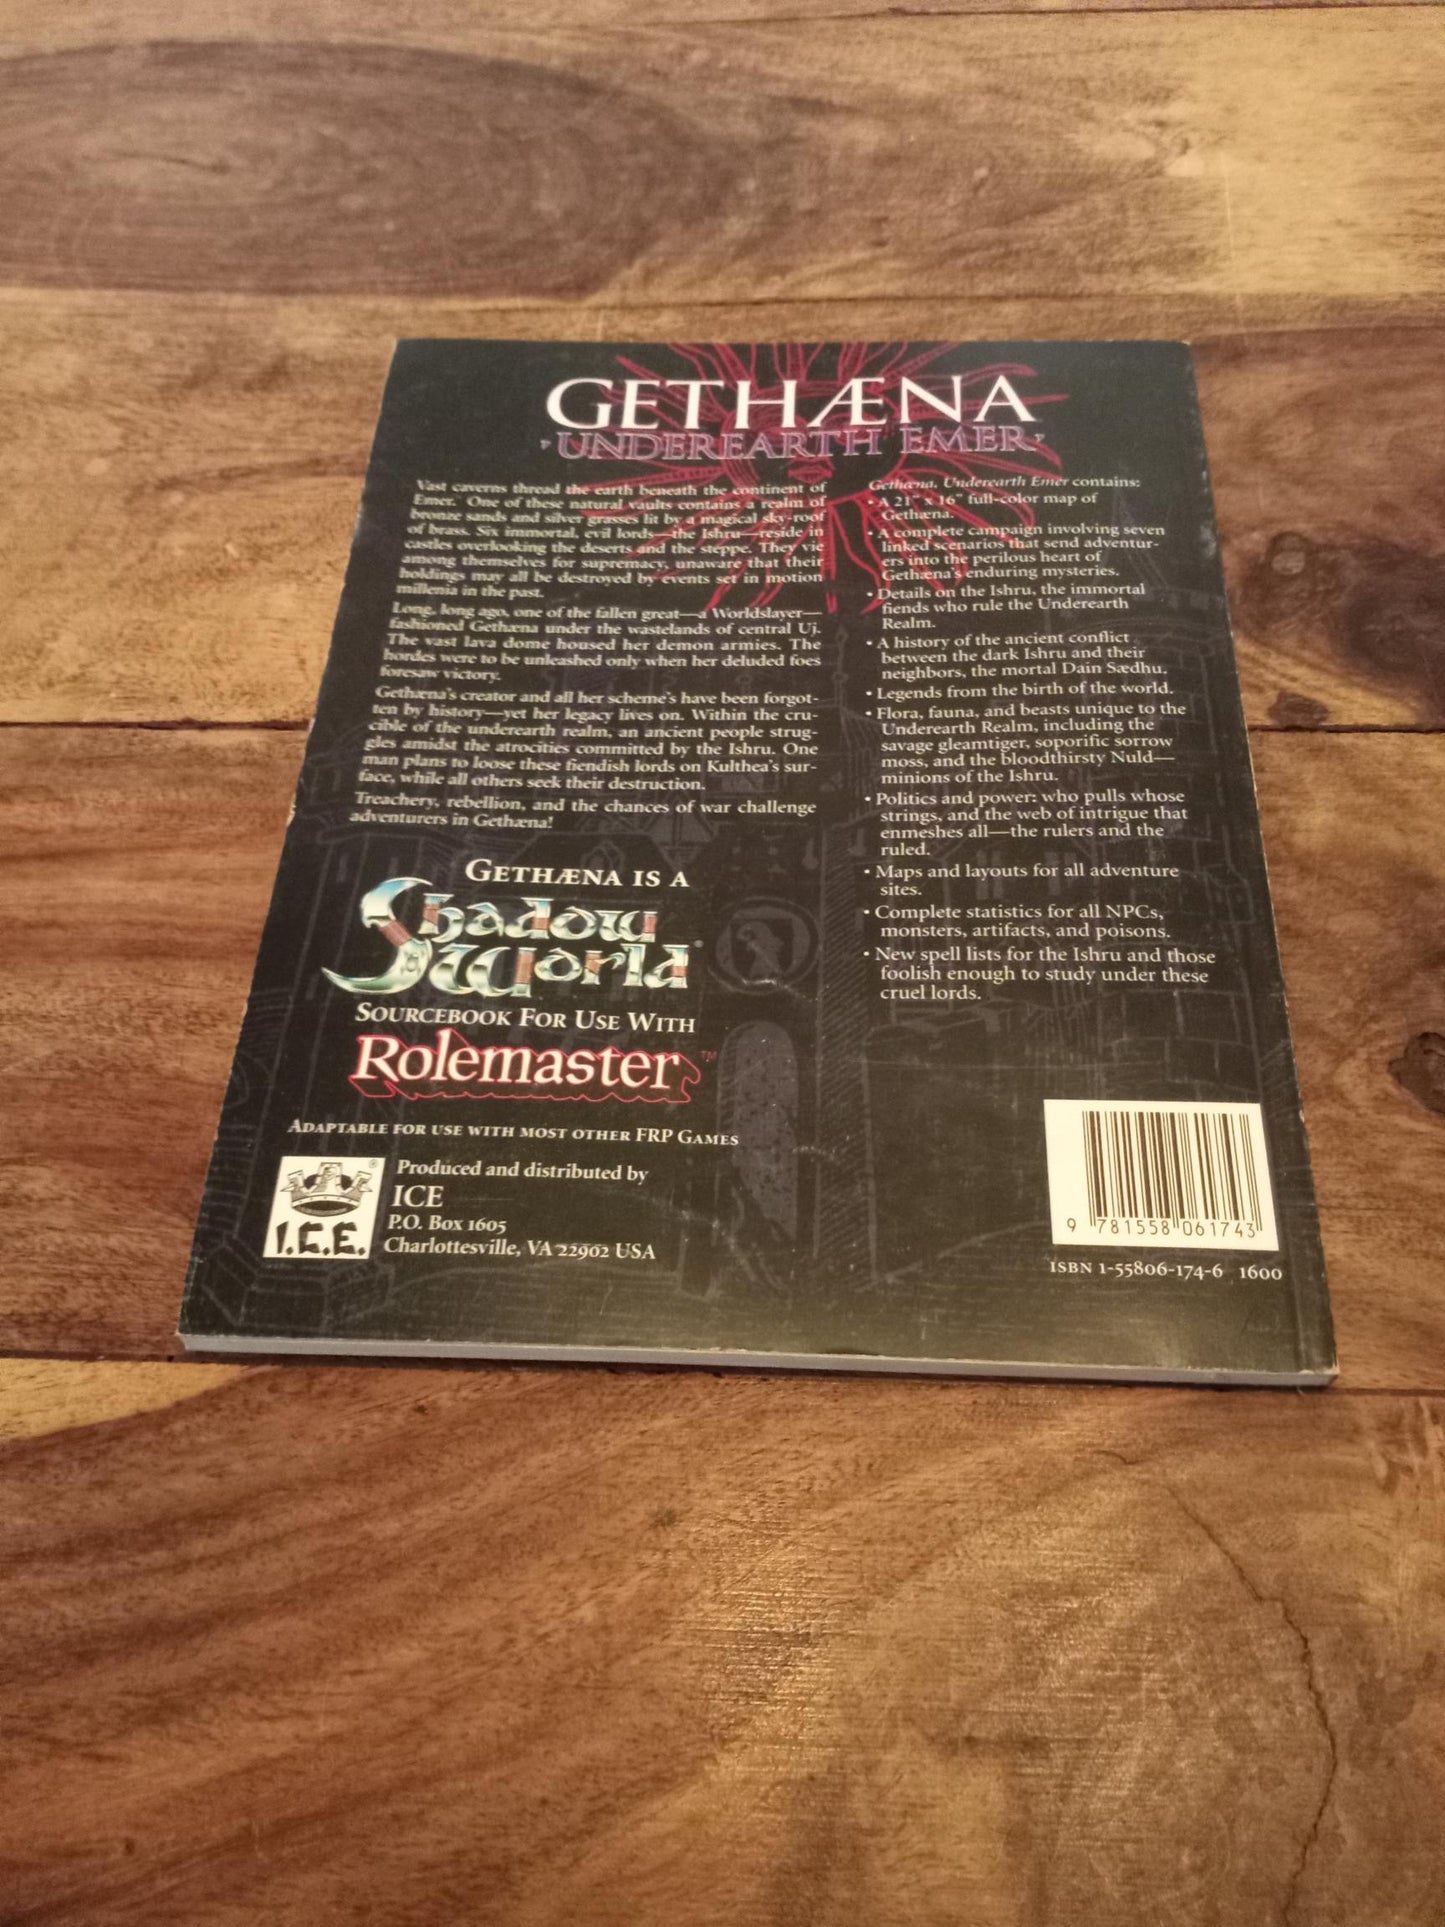 GETHÆNA
UNDEREARTH EMER
Vast caverns thread the earth beneath the continent of
Emer. One of these natural vaults contains a realm of
bronze sands and silver grasses lit by a magical sky-roof
of brass. Six immortal, evil lords—the Ishru—reside in
castles overlooking the deserts and the steppe. They vie
among themselves for supremacy, unaware that their
holdings may all be destroyed by events set in motion
millenia in the past.
Long, long ago, one of the fallen great—a Worldslayer—
fashioned Gethæna under the wastelands of central Uj.
The vast lava dome housed her demon armies. The
hordes were to be unleashed only when her deluded foes
foresaw victory.
Gethæna's creator and all her scheme's have been forgot-
ten by history—yet her legacy lives on. Within the cru-
cible of the underearth realm, an ancient people strug-
gles amidst the atrocities committed by the Ishru. One
man plans to loose these fiendish lords on Kulthea's sur-
face, while all others seek their destruction.
Treachery, rebellion, and the chances of war challenge
adventurers in Gethæna!
GETHÆNA IS A
Shadow
World®
SOURCEBOOK FOR USE WITH
Rolemaster™
ADAPTABLE FOR USE WITH MOST OTHER FRP GAMES
®
I.C.E.
Produced and distributed by
ICE
P.O. Box 1605
Charlottesville, VA 22902 USA
Gethæna, Underearth Emer contains:
• A 21" x 16" full-color map of
Gethæna.
• A complete campaign involving seven
linked scenarios that send adventur-
ers into the perilous heart of
Gethæna's enduring mysteries.
• Details on the Ishru, the immortal
fiends who rule the Underearth
Realm.
• A history of the ancient conflict
between the dark Ishru and their
neighbors, the mortal Dain Sædhu.
• Legends from the birth of the world.
• Flora, fauna, and beasts unique to the
Underearth Realm, including the
savage gleamtiger, soporific sorrow
moss, and the bloodthirsty Nuld—
minions of the Ishru.
• Politics and power: who pulls whose
strings, and the web of intrigue that
enmeshes all—the rulers and the
ruled.
• Maps and layouts for all adventure
sites.
• Complete statistics for all NPCs,
monsters, artifacts, and poisons.
• New spell lists for the Ishru and those
foolish enough to study under these
cruel lords.
9 781558 061743
ISBN 1-55806-174-6 1600